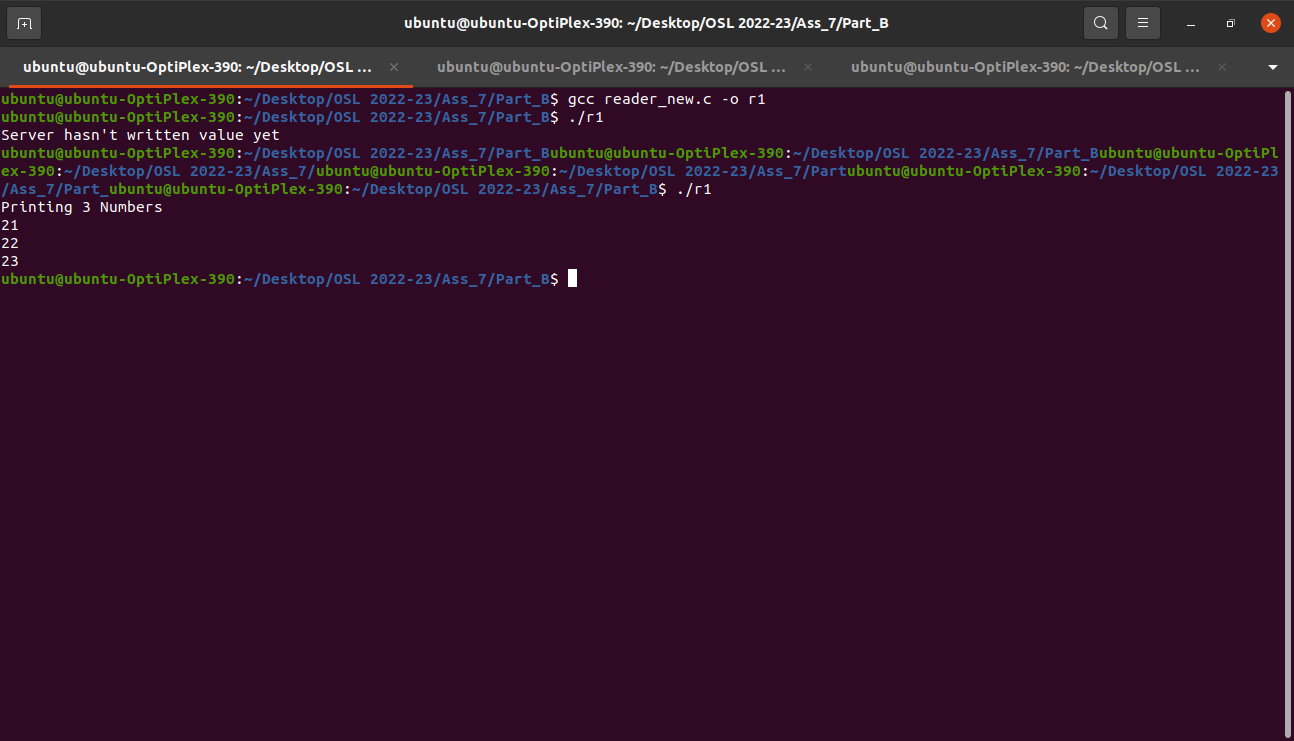 ubuntu@ubuntu-OptiPlex-390: ~/Desktop/OSL 2022-23/Ass_7/Part_B
ubuntu@ubuntu-OptiPlex-390: ~/Desktop/OSL ... ubuntu@ubuntu-OptiPlex-390: ~/Desktop/OSL ... ubuntu@ubuntu-OptiPlex-390: ~/Desktop/OSL ...
ubuntu@ubuntu-OptiPlex-390:~/Desktop/OSL 2022-23/Ass_7/Part_B$ gcc reader_new.c -o r1
ubuntu@ubuntu-OptiPlex-390:~/Desktop/OSL 2022-23/Ass_7/Part_B$ ./r1
Server hasn't written value yet
ubuntu@ubuntu-OptiPlex-390:~/Desktop/OSL 2022-23/Ass_7/Part_Bubuntu@ubuntu-OptiPlex-390:~/Desktop/OSL 2022-23/Ass_7/Part_Bubuntu@ubuntu-OptiPl
ex-390:~/Desktop/OSL 2022-23/Ass_7/ubuntu@ubuntu-OptiPlex-390:~/Desktop/OSL 2022-23/Ass_7/Partubuntu@ubuntu-OptiPlex-390:~/Desktop/OSL 2022-23
/Ass_7/Part_ubuntu@ubuntu-OptiPlex-390:~/Desktop/OSL 2022-23/Ass_7/Part_B$ ./r1
Printing 3 Numbers
21
22
23
ubuntu@ubuntu-OptiPlex-390:~/Desktop/OSL 2022-23/Ass_7/Part_B$